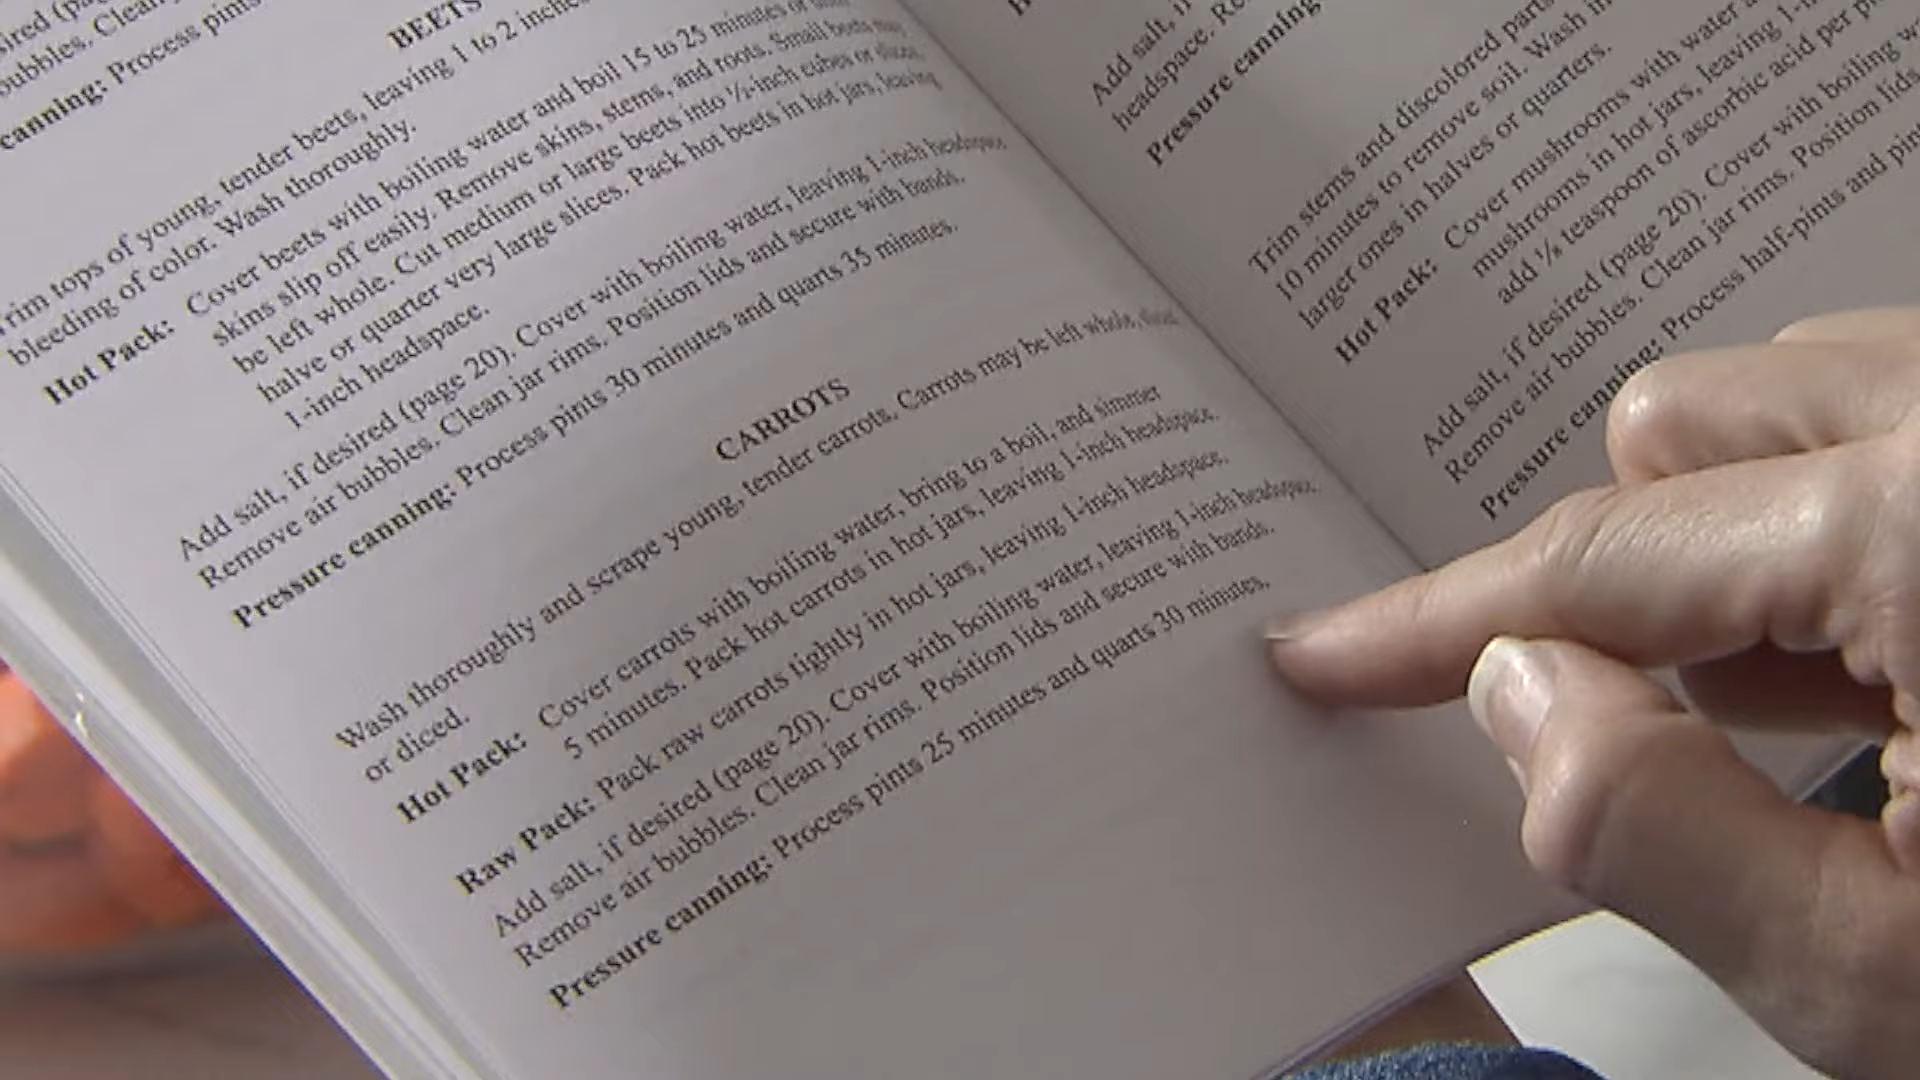 bubbles. Clean
canning: Process pints
BEETS
Trim tops of young, tender beets, leaving 1 to 2 inches
bleeding of color. Wash thoroughly.
Hot Pack: Cover beets with boiling water and boil 15 to 25 minutes or until
skins slip off easily. Remove skins, stems, and roots. Small beets may
be left whole. Cut medium or large beets into ½-inch cubes or slices,
halve or quarter very large slices. Pack hot beets in hot jars, leaving
1-inch headspace.
Add salt, if desired (page 20). Cover with boiling water, leaving 1-inch headspace.
Remove air bubbles. Clean jar rims. Position lids and secure with bands.
Pressure canning: Process pints 30 minutes and quarts 35 minutes.
CARROTS
Wash thoroughly and scrape young, tender carrots. Carrots may be left whole, sliced
or diced.
Hot Pack: Cover carrots with boiling water, bring to a boil, and simmer
5 minutes. Pack hot carrots in hot jars, leaving 1-inch headspace.
Raw Pack: Pack raw carrots tightly in hot jars, leaving 1-inch headspace.
Add salt, if desired (page 20). Cover with boiling water, leaving 1-inch headspace.
Remove air bubbles. Clean jar rims. Position lids and secure with bands.
Pressure canning: Process pints 25 minutes and quarts 30 minutes.
Add salt, if
headspace. Re
Pressure canning
Trim stems and discolored parts
10 minutes to remove soil. Wash in
larger ones in halves or quarters.
Hot Pack: Cover mushrooms with water a
mushrooms in hot jars, leaving 1-in
add ⅛ teaspoon of ascorbic acid per pi
Add salt, if desired (page 20). Cover with boiling w
Remove air bubbles. Clean jar rims. Position lids
Pressure canning: Process half-pints and pin